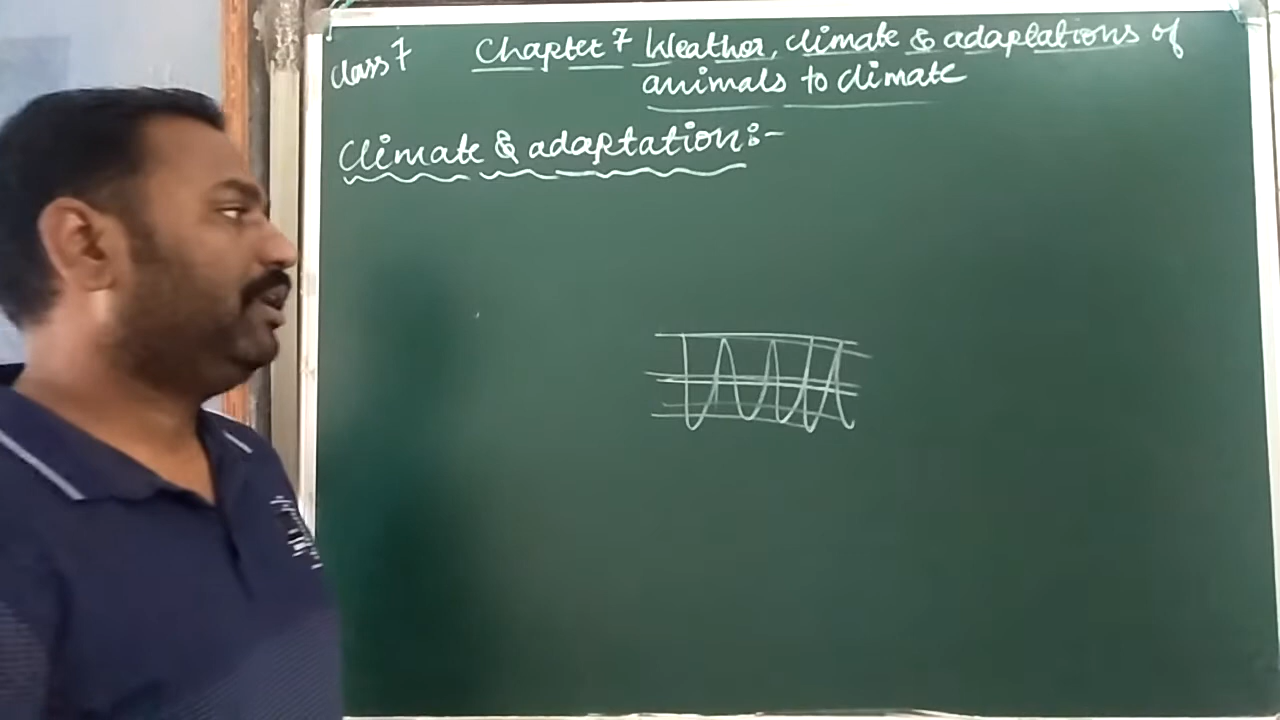 Class 7
Chapter 7 Weather, climate & adaptations of
animals to climate
Climate & adaptation:-